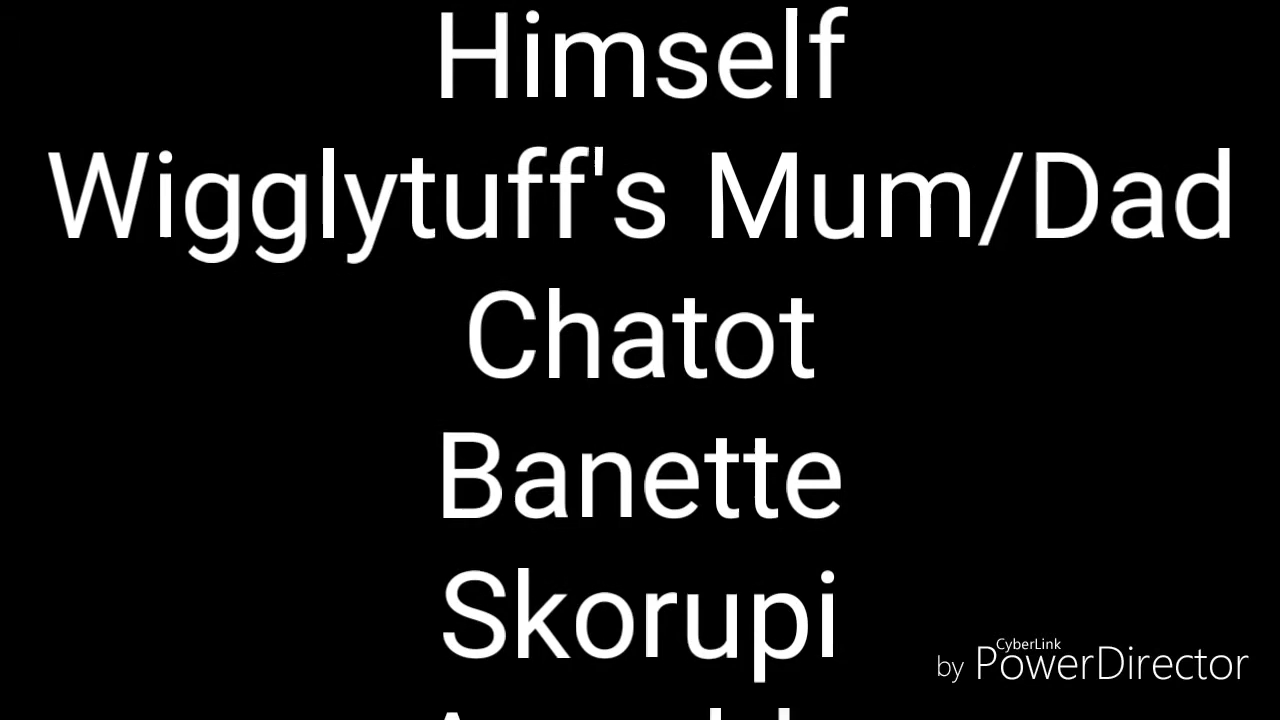 Himself
Wigglytuff's Mum/Dad
Chatot
Banette
Skorupi
CyberLink
by PowerDirector